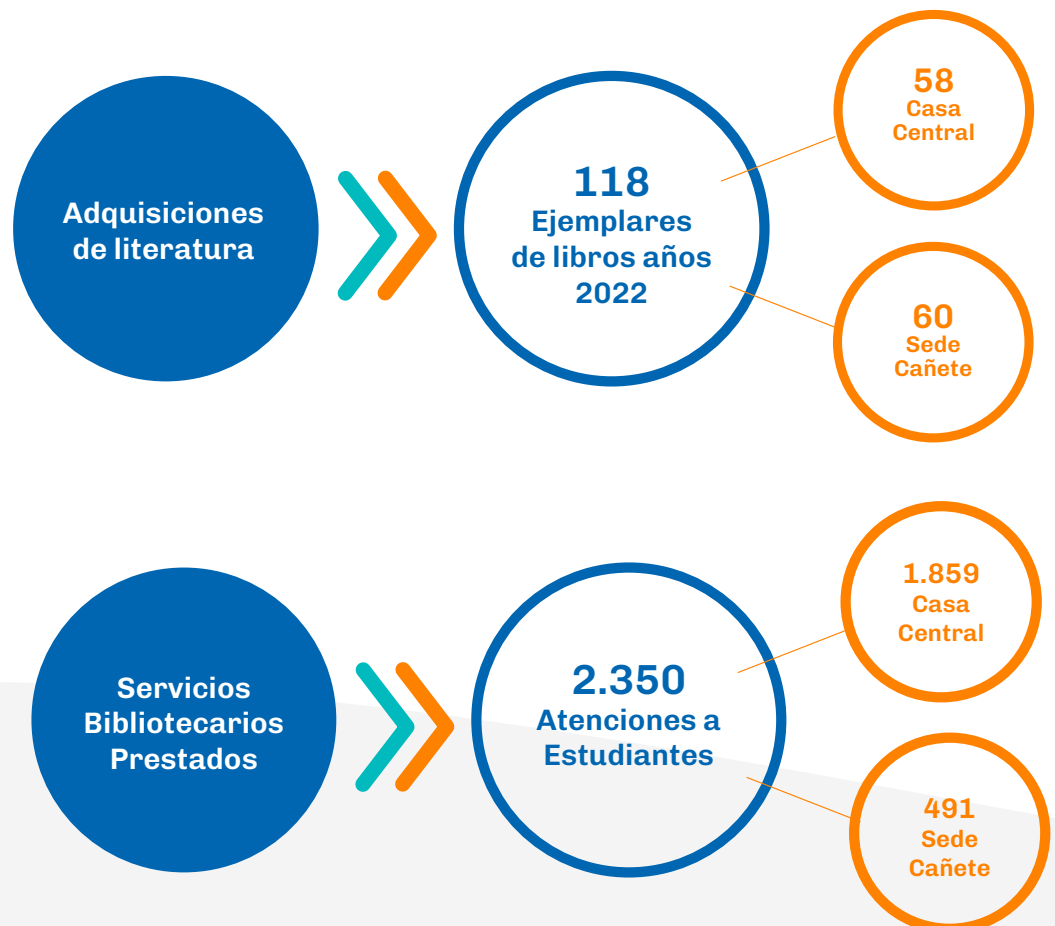 Adquisiciones
de literatura
118
Ejemplares
de libros años
2022
58
Casa
Central
60
Sede
Cañete
Servicios
Bibliotecarios
Prestados
2.350
Atenciones a
Estudiantes
1.859
Casa
Central
491
Sede
Cañete